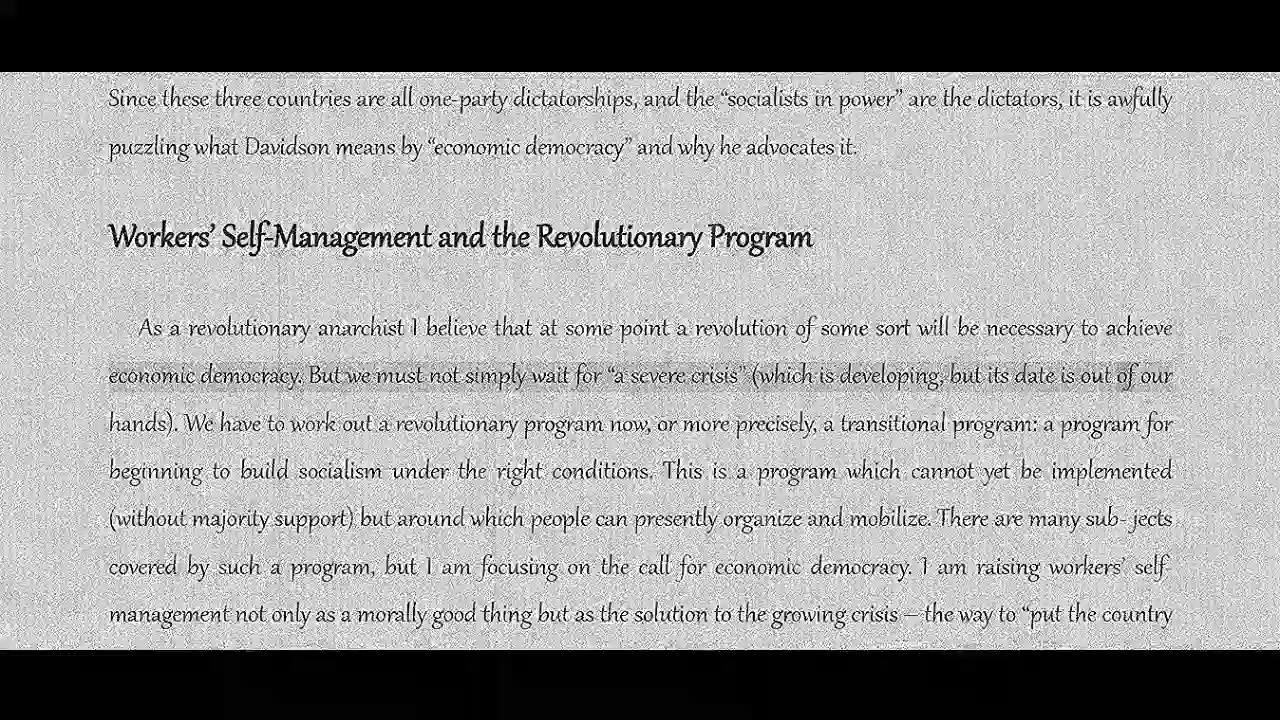 Since these three countries are all one-party dictatorships, and the “socialists in power” are the dictators, it is awfully
puzzling what Davidson means by “economic democracy” and why he advocates it.
Workers’ Self-Management and the Revolutionary Program
As a revolutionary anarchist I believe that at some point a revolution of some sort will be necessary to achieve
economic democracy. But we must not simply wait for “a severe crisis” (which is developing, but its date is out of our
hands). We have to work out a revolutionary program now, or more precisely, a transitional program: a program for
beginning to build socialism under the right conditions. This is a program which cannot yet be implemented
(without majority support) but around which people can presently organize and mobilize. There are many sub- jects
covered by such a program, but I am focusing on the call for economic democracy. I am raising workers’ self-
management not only as a morally good thing but as the solution to the growing crisis – the way to “put the country